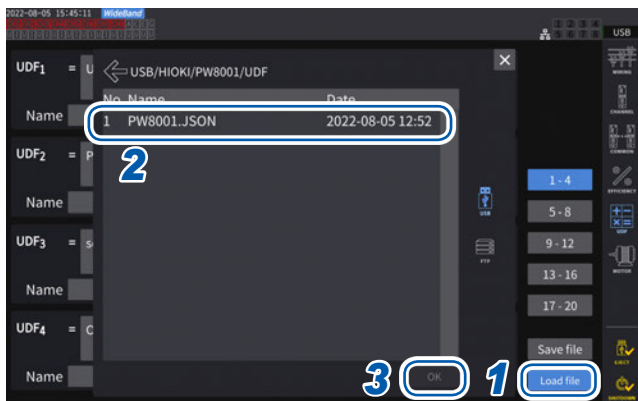 2022-08-05 15:45:11 WideBand
USB
UDF1 = U
USB/HIOKI/PW8001/UDF
WIRING
No. Name Date
Name
1 PW8001.JSON 2022-08-05 12:52
CHANNEL
2
COMMON
UDF2 = P
1 - 4
EFFICIENCY
Name
USB
5 - 8
UDF
UDF3 = s
9 - 12
FTP
MOTOR
Name
13 - 16
17 - 20
UDF4 = C
Save file
EJECT
Name
3
OK
1
Load file
SHUTDOWN